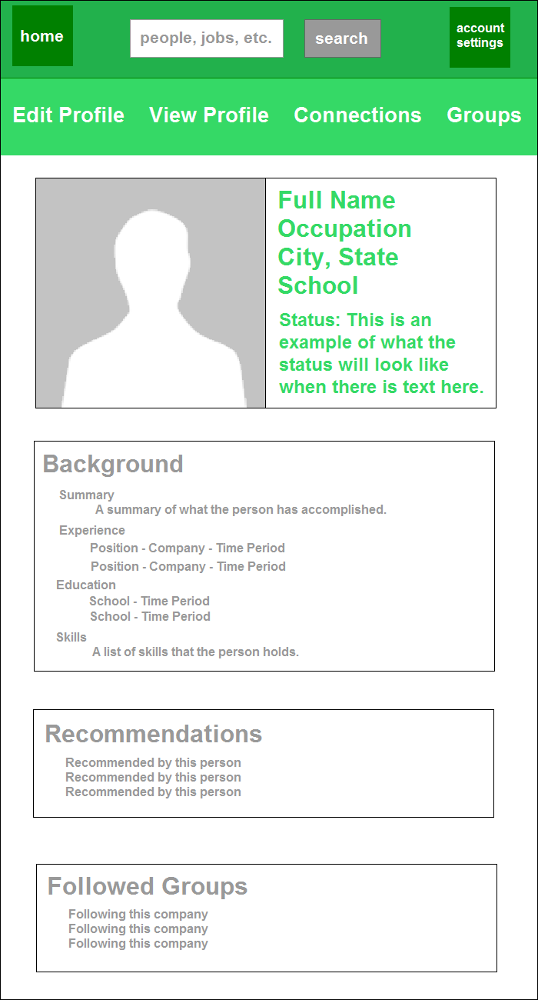 home
people, jobs, etc.
search
account
settings
Edit Profile
View Profile
Connections
Groups
Full Name
Occupation
City, State
School
Status: This is an
example of what the
status will look like
when there is text here.
Background
Summary
A summary of what the person has accomplished.
Experience
Position - Company - Time Period
Position - Company - Time Period
Education
School - Time Period
School - Time Period
Skills
A list of skills that the person holds.
Recommendations
Recommended by this person
Recommended by this person
Recommended by this person
Followed Groups
Following this company
Following this company
Following this company